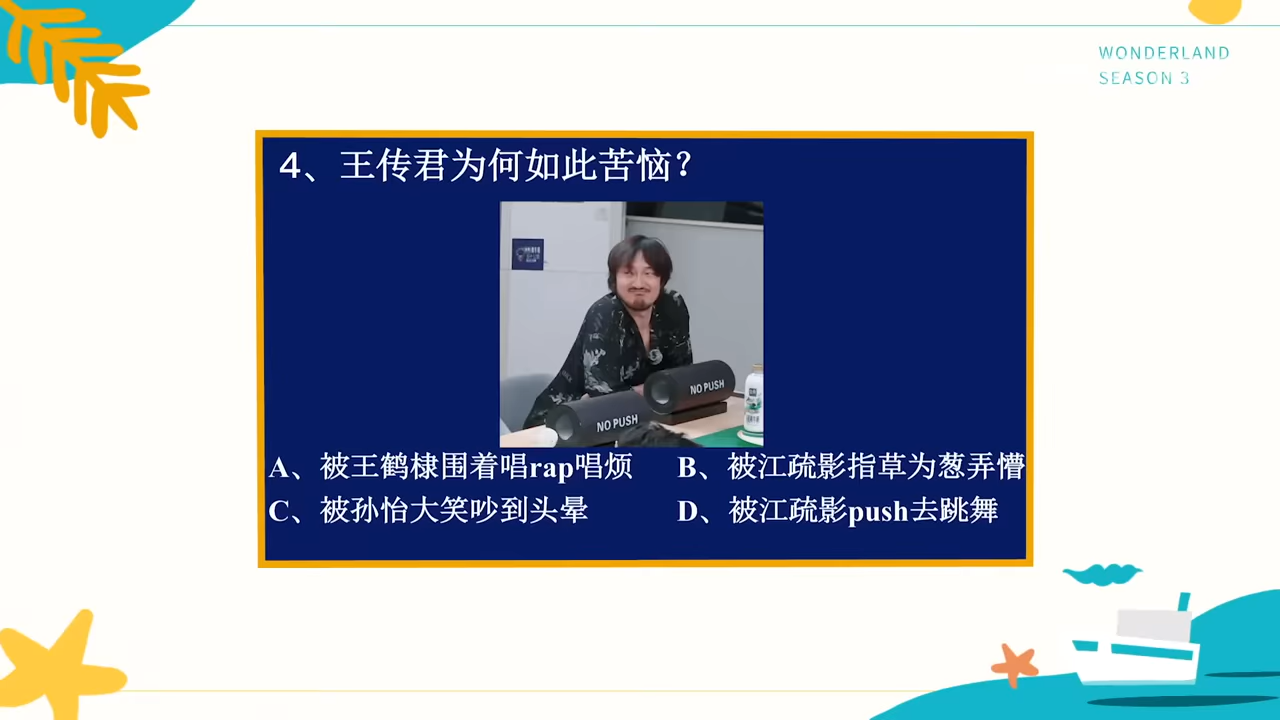 WONDERLAND
SEASON 3
4、王传君为何如此苦恼？
NO PUSH
NO PUSH
A、被王鹤棣围着唱rap唱烦
B、被江疏影指草为葱弄懵
C、被孙怡大笑吵到头晕
D、被江疏影push去跳舞